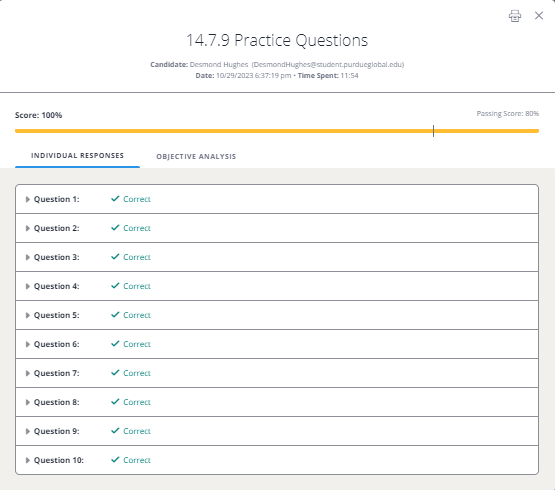 14.7.9 Practice Questions
Candidate: Desmond Hughes (DesmondHughes@student.purdueglobal.edu)
Date: 10/29/2023 6:37:19 pm • Time Spent: 11:54
Score: 100%
Passing Score: 80%
INDIVIDUAL RESPONSES
OBJECTIVE ANALYSIS
Question 1: Correct
Question 2: Correct
Question 3: Correct
Question 4: Correct
Question 5: Correct
Question 6: Correct
Question 7: Correct
Question 8: Correct
Question 9: Correct
Question 10: Correct